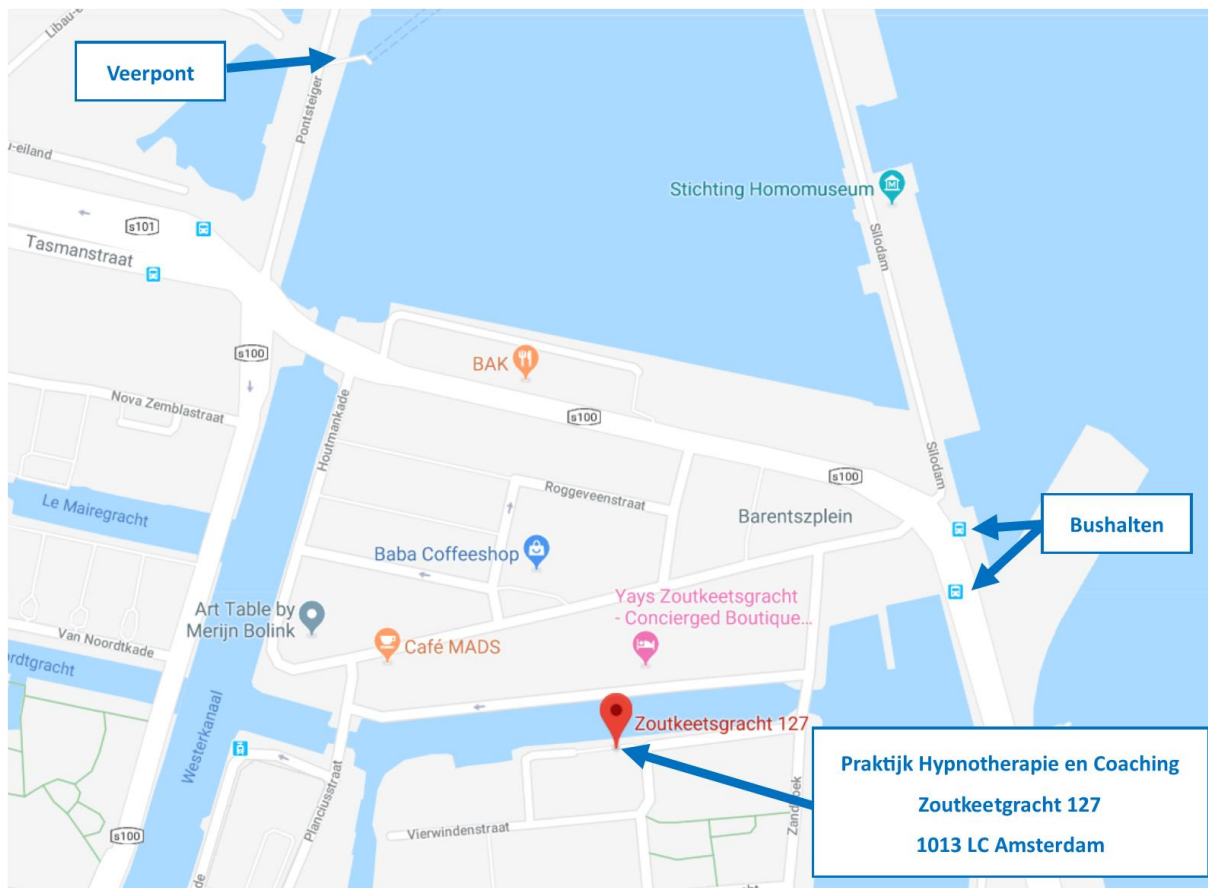 Libau-e
Veerpont
Pontsteiger
u-eiland
Stichting Homomuseum
s101
Tasmanstraat
Silodam
s100
BAK
Nova Zemblastraat
Houtmankade
s100
Silodam
s100
Roggeveenstraat
Le Mairegracht
Barentszplein
Bushalten
Baba Coffeeshop
Yays Zoutkeetsgracht
- Concierged Boutique...
Art Table by
Merijn Bolink
Van Noordtkade
Café MADS
ordtgracht
Westerkanaal
Zoutkeetsgracht 127
Praktijk Hypnotherapie en Coaching
Zoutkeetgracht 127
1013 LC Amsterdam
Planciusstraat
Vierwindenstraat
s100
de